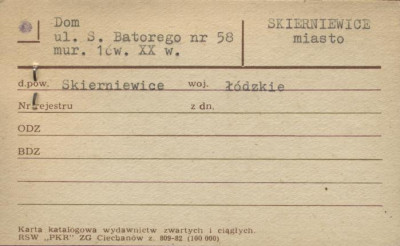 Dom
ul. S. Batorego nr 58
mur. 1ćw. XX w.
SKIERNIEWICE
miasto
d.pow. Skierniewice woj. łódzkie
Nr rejestru z dn.
ODZ
BDZ
Karta katalogowa wydawnictw zwartych i ciągłych.
RSW „PKR” ZG Ciechanów z. 809-82 (100 000)